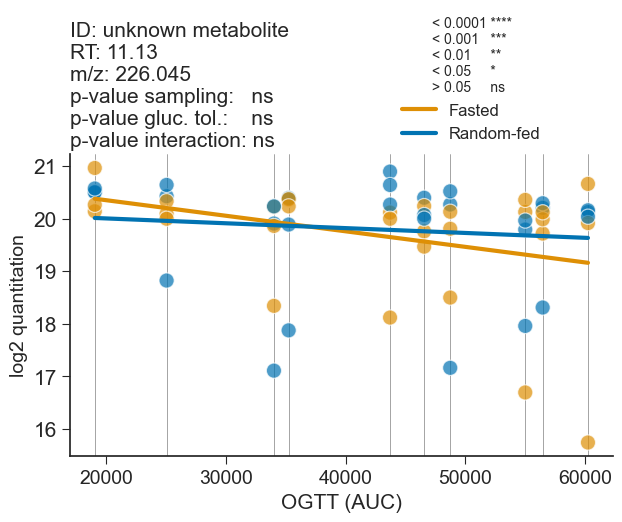 ID: unknown metabolite
RT: 11.13
m/z: 226.045
p-value sampling: ns
p-value gluc. tol.: ns
p-value interaction: ns
< 0.0001 ****
< 0.001 ***
< 0.01 **
< 0.05 *
> 0.05 ns
Fasted
Random-fed
log2 quantitation
21
20
19
18
17
16
20000 30000 40000 50000 60000
OGTT (AUC)